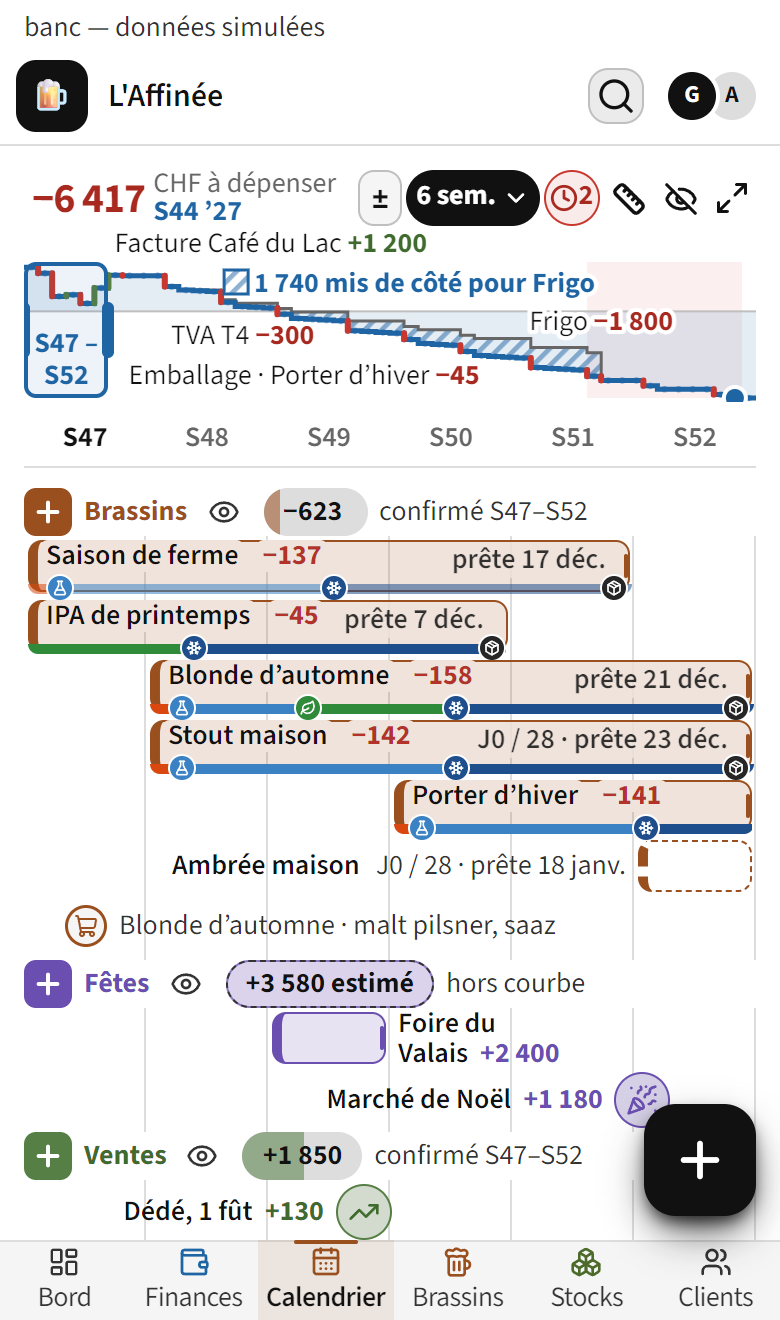 banc — données simulées
L'Affinée
G A
−6 417 CHF à dépenser
S44 ’27
± 6 sem. 2
Facture Café du Lac +1 200
1 740 mis de côté pour Frigo
Frigo −1 800
TVA T4 −300
S47 –
S52
Emballage · Porter d’hiver −45
S47 S48 S49 S50 S51 S52
Brassins −623 confirmé S47–S52
Saison de ferme −137 prête 17 déc.
IPA de printemps −45 prête 7 déc.
Blonde d’automne −158 prête 21 déc.
Stout maison −142 J0 / 28 · prête 23 déc.
Porter d’hiver −141
Ambrée maison J0 / 28 · prête 18 janv.
Blonde d’automne · malt pilsner, saaz
Fêtes +3 580 estimé hors courbe
Foire du
Valais +2 400
Marché de Noël +1 180
Ventes +1 850 confirmé S47–S52
Dédé, 1 fût +130
Bord Finances Calendrier Brassins Stocks Clients